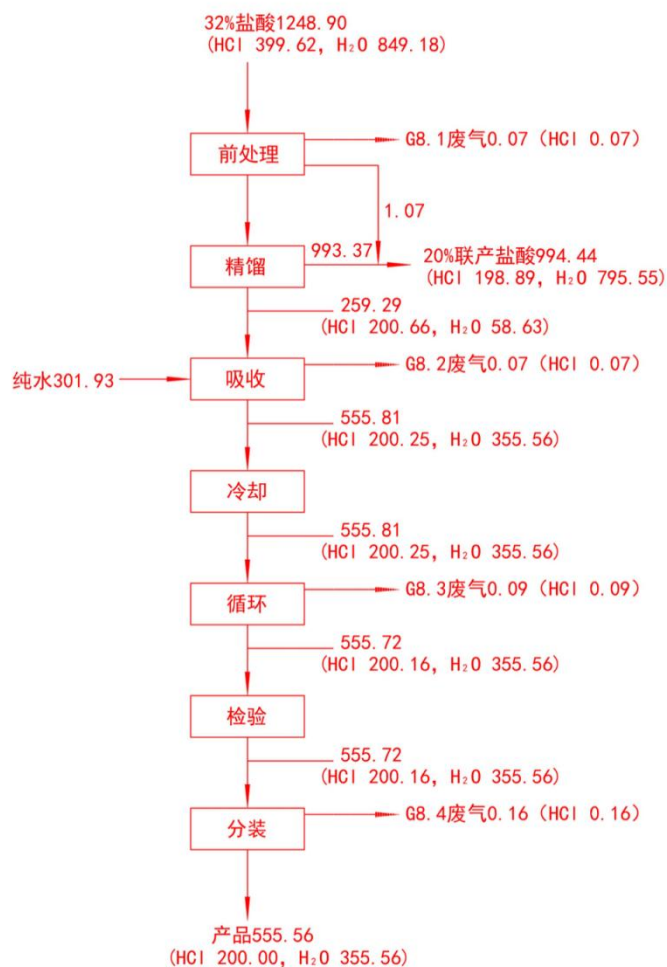 32%盐酸1248.90
(HCl 399.62, H₂O 849.18)
前处理
G8.1废气0.07 (HCl 0.07)
1.07
精馏
993.37
20%联产盐酸994.44
(HCl 198.89, H₂O 795.55)
259.29
(HCl 200.66, H₂O 58.63)
纯水301.93
吸收
G8.2废气0.07 (HCl 0.07)
555.81
(HCl 200.25, H₂O 355.56)
冷却
555.81
(HCl 200.25, H₂O 355.56)
循环
G8.3废气0.09 (HCl 0.09)
555.72
(HCl 200.16, H₂O 355.56)
检验
555.72
(HCl 200.16, H₂O 355.56)
分装
G8.4废气0.16 (HCl 0.16)
产品555.56
(HCl 200.00, H₂O 355.56)